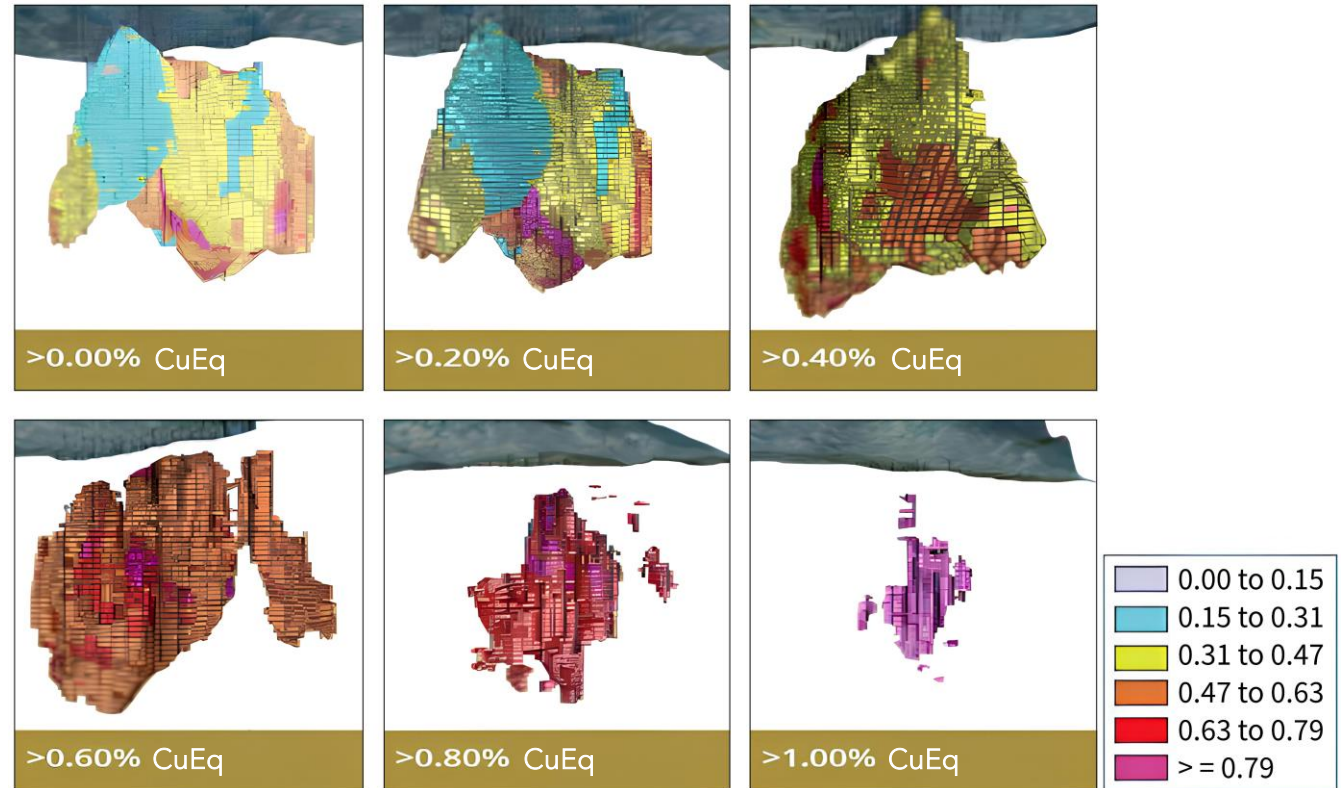 >0.00% CuEq
>0.20% CuEq
>0.40% CuEq
>0.60% CuEq
>0.80% CuEq
>1.00% CuEq
0.00 to 0.15
0.15 to 0.31
0.31 to 0.47
0.47 to 0.63
0.63 to 0.79
> = 0.79